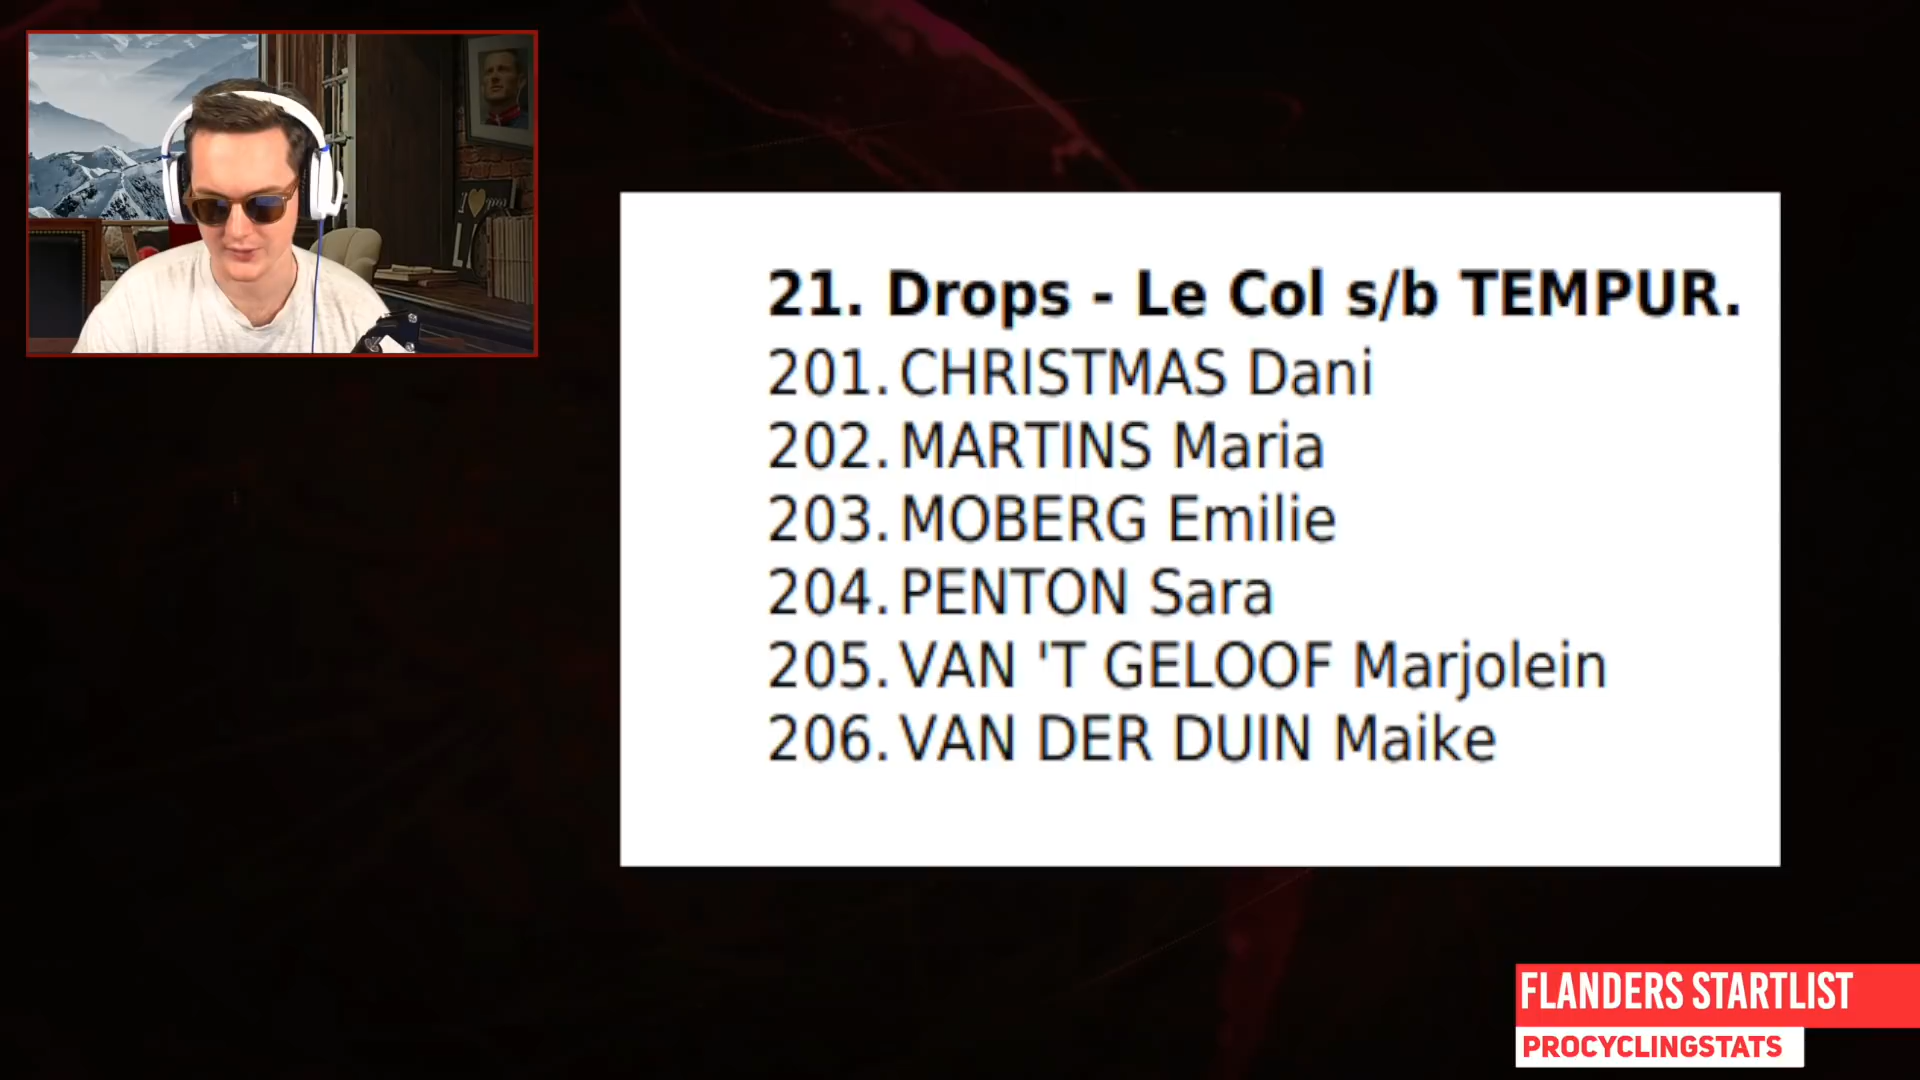 21. Drops - Le Col s/b TEMPUR.
201. CHRISTMAS Dani
202. MARTINS Maria
203. MOBERG Emilie
204. PENTON Sara
205. VAN 'T GELOOF Marjolein
206. VAN DER DUIN Maike
FLANDERS STARTLIST
PROCYCLINGSTATS